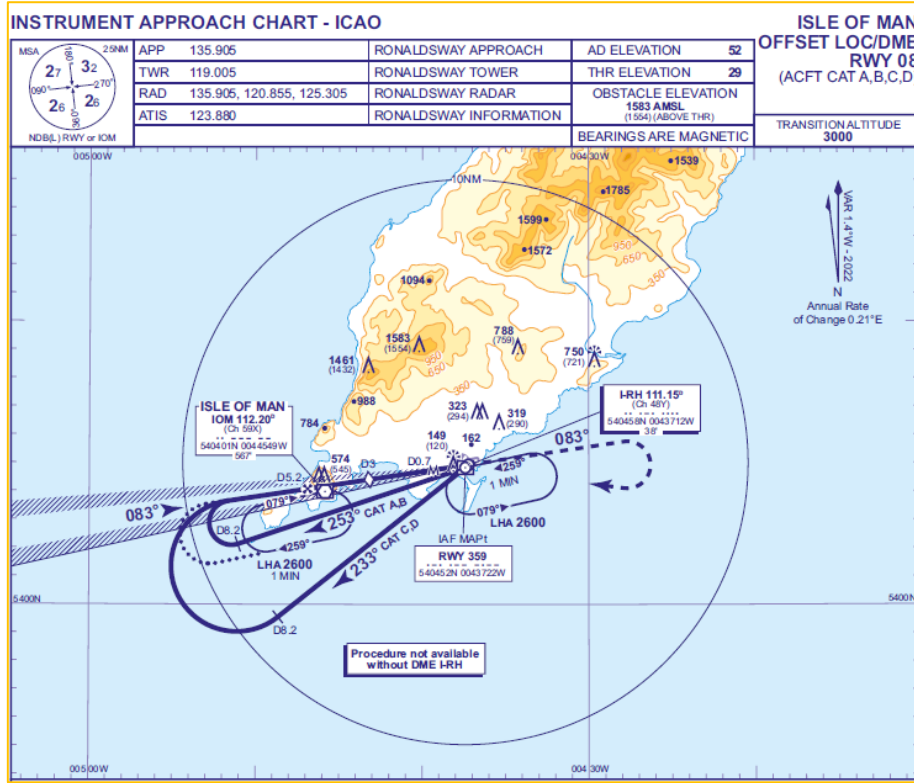 INSTRUMENT APPROACH CHART - ICAO
ISLE OF MAN
OFFSET LOC/DME
RWY 08
(ACFT CAT A,B,C,D
MSA 25NM
180°
27 32
090° 270°
26 26
360°
NDB(L) RWY or IOM
APP 135.905 RONALDSWAY APPROACH
TWR 119.005 RONALDSWAY TOWER
RAD 135.905, 120.855, 125.305 RONALDSWAY RADAR
ATIS 123.880 RONALDSWAY INFORMATION
AD ELEVATION 52
THR ELEVATION 29
OBSTACLE ELEVATION
1583 AMSL
(1554) (ABOVE THR)
BEARINGS ARE MAGNETIC
TRANSITION ALTITUDE
3000
005 00W
004 30W
10NM
1539
1785
1599
1572
950
650
350
1094
1583
(1554)
950
650
350
1461
(1432)
988
784
788
(759)
750
(721)
323
(294)
319
(290)
149
(120)
162
574
(545)
VAR 1.4°W - 2022
N
Annual Rate
of Change 0.21°E
ISLE OF MAN
IOM 112.20°
(Ch 59X)
540401N 0044549W
567'
I-RH 111.15°
(Ch 48Y)
540458N 0043712W
38'
D5.2
D3
D0.7
M
083°
083°
079°
259°
253° CAT A,B
233° CAT C,D
D8.2
D8.2
259°
LHA 2600
1 MIN
259°
1 MIN
079°
LHA 2600
IAF MAPt
RWY 359
540452N 0043722W
5400N
5400N
Procedure not available
without DME I-RH
005 00W
004 30W